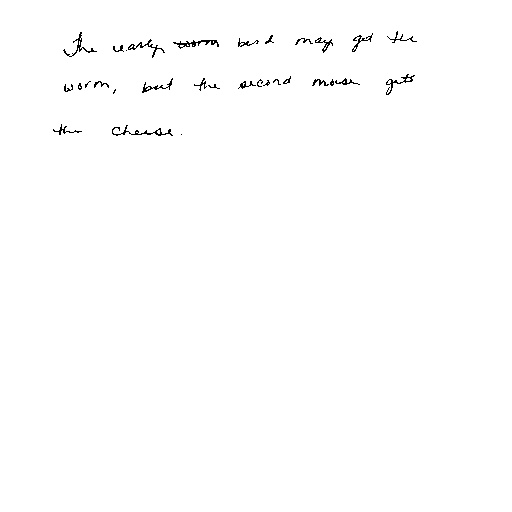 The early worm bird may get the
worm, but the second mouse gets
the cheese.